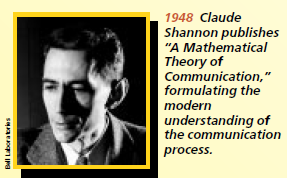 1948 Claude
Shannon publishes
“A Mathematical
Theory of
Communication,”
formulating the
modern
understanding of
the communication
process.
Bell Laboratories